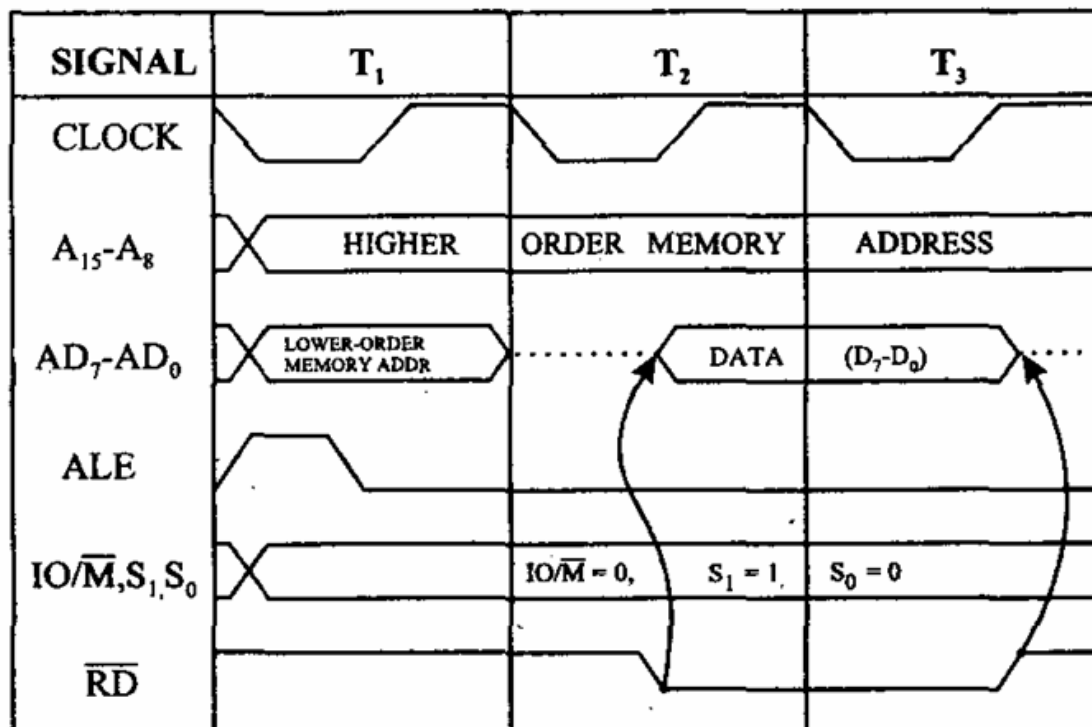 SIGNAL T₁ T₂ T₃
CLOCK
A₁₅-A₈ HIGHER ORDER MEMORY ADDRESS
AD₇-AD₀ LOWER-ORDER
MEMORY ADDR DATA (D₇-D₀)
ALE
IO/M̅,S₁,S₀ IO/M̅ = 0, S₁ = 1 S₀ = 0
R̅D̅